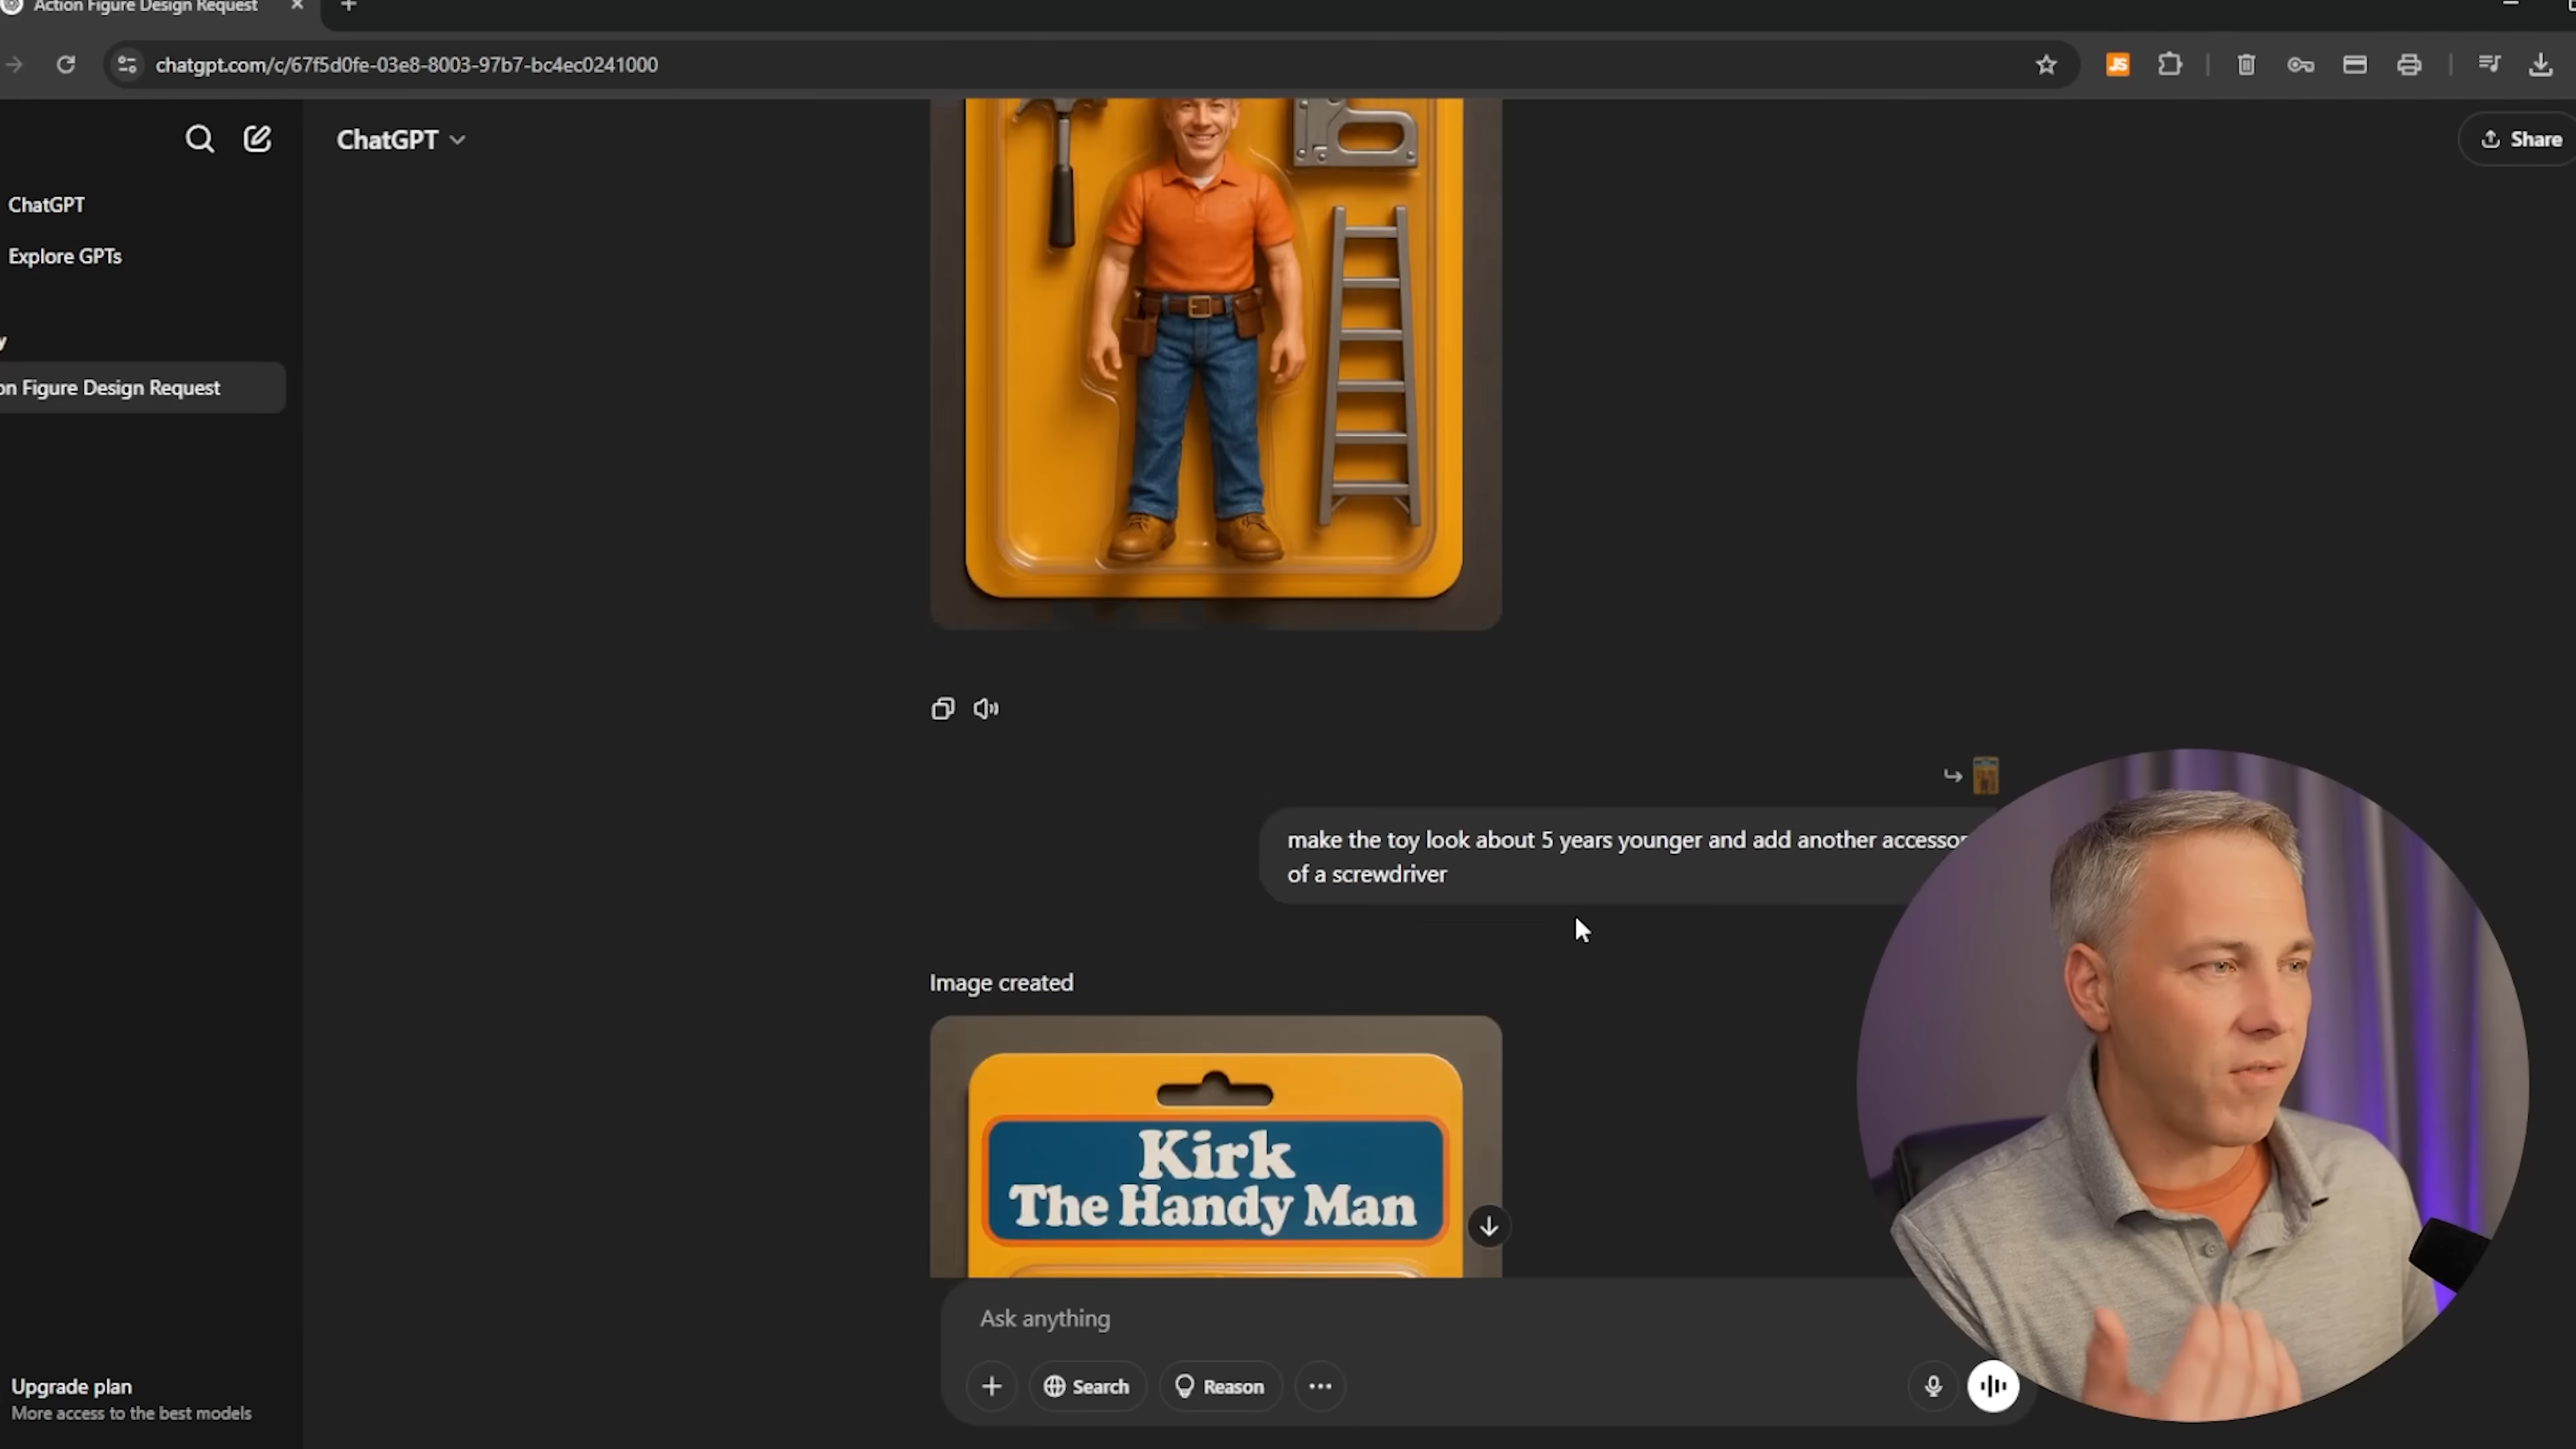 Action Figure Design Request
chatgpt.com/c/67f5d0fe-03e8-8003-97b7-bc4ec0241000
JS
ChatGPT
Share
ChatGPT
Explore GPTs
y
on Figure Design Request
make the toy look about 5 years younger and add another accessor
of a screwdriver
Image created
Kirk
The Handy Man
Ask anything
Search
Reason
Upgrade plan
More access to the best models